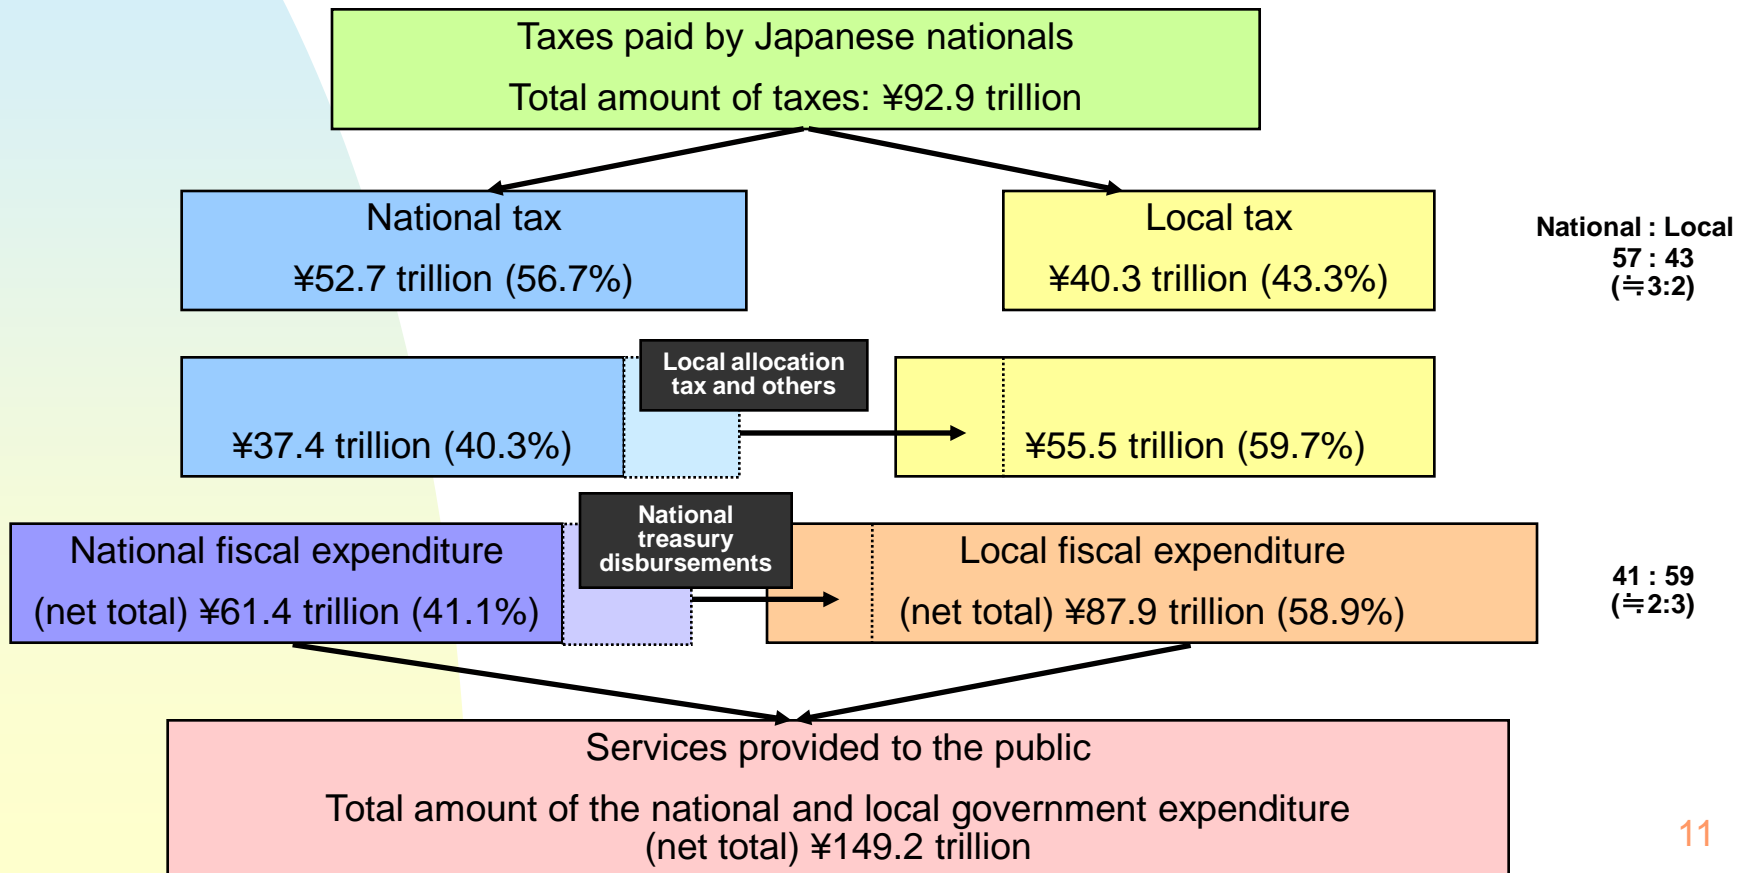 Taxes paid by Japanese nationals
Total amount of taxes: ¥92.9 trillion
National tax
¥52.7 trillion (56.7%)
Local tax
¥40.3 trillion (43.3%)
National : Local
57 : 43
(≒3:2)
Local allocation
tax and others
¥37.4 trillion (40.3%)
¥55.5 trillion (59.7%)
National
treasury
disbursements
National fiscal expenditure
(net total) ¥61.4 trillion (41.1%)
Local fiscal expenditure
(net total) ¥87.9 trillion (58.9%)
41 : 59
(≒2:3)
Services provided to the public
Total amount of the national and local government expenditure
(net total) ¥149.2 trillion
11